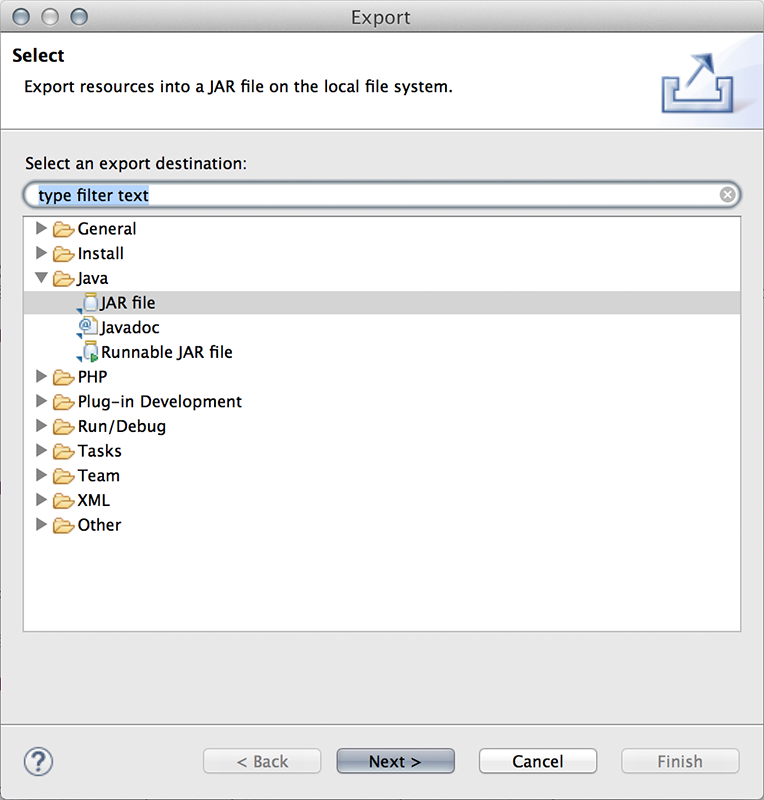 Export
Select
Export resources into a JAR file on the local file system.
Select an export destination:
type filter text
General
Install
Java
JAR file
@ Javadoc
Runnable JAR file
PHP
Plug-in Development
Run/Debug
Tasks
Team
XML
Other
? < Back Next > Cancel Finish